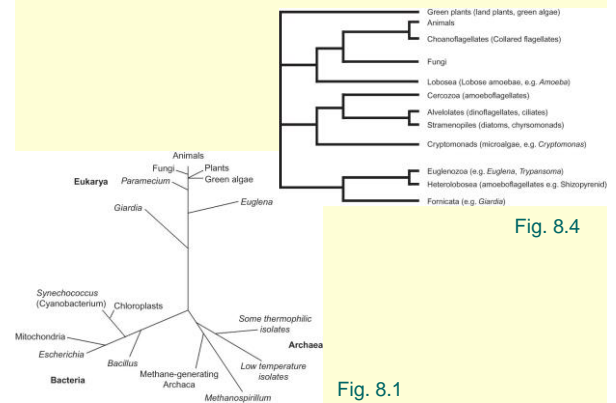 Green plants (land plants, green algae)
Animals
Choanoflagellates (Collared flagellates)
Fungi
Lobosea (Lobose amoebae, e.g. Amoeba)
Cercozoa (amoeboflagellates)
Alvelolates (dinoflagellates, ciliates)
Stramenopiles (diatoms, chyrsomonads)
Cryptomonads (microalgae, e.g. Cryptomonas)
Euglenozoa (e.g. Euglena, Trypansoma)
Heterolobosea (amoeboflagellates e.g. Shizopyrenid)
Fornicata (e.g. Giardia)
Fig. 8.4
Animals
Fungi
Plants
Eukarya
Paramecium
Green algae
Giardia
Euglena
Synechococcus
(Cyanobacterium)
Chloroplasts
Mitochondria
Escherichia
Bacillus
Bacteria
Some thermophilic
isolates
Archaea
Low temperature
isolates
Methane-generating
Archaca
Methanospirillum
Fig. 8.1